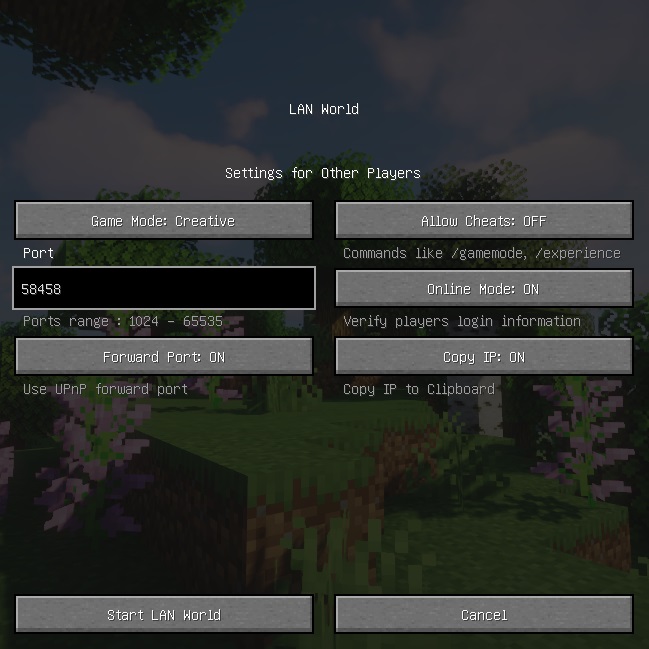 LAN World
Settings for Other Players
Game Mode: Creative
Allow Cheats: OFF
Port
Commands like /gamemode, /experience
58458
Online Mode: ON
Ports range : 1024 - 65535
Verify players login information
Forward Port: ON
Copy IP: ON
Use UPnP forward port
Copy IP to Clipboard
Start LAN World
Cancel